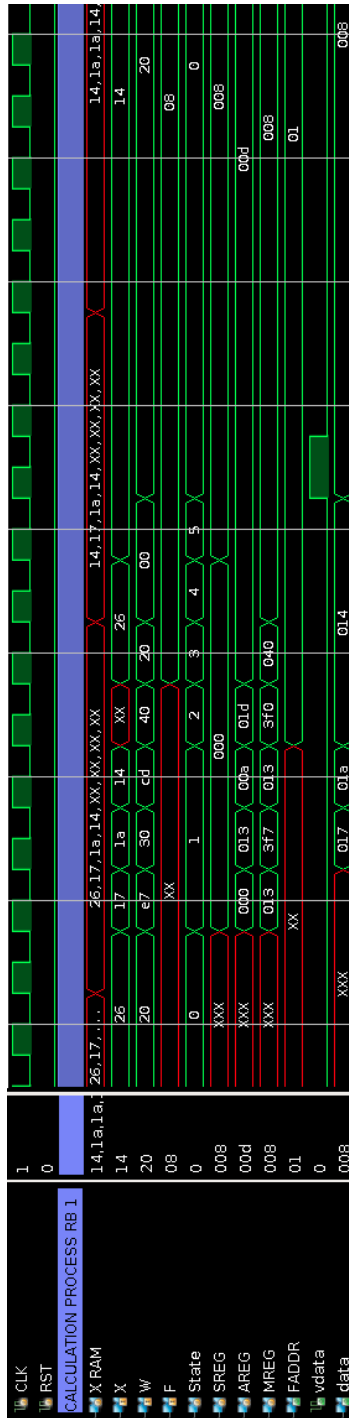 CLK 1
RST 0
CALCULATION PROCESS RB 1
X RAM 14,1a,1a,1 26,17,... 26,17,1a,14,XX,XX,XX,XX 14,17,1a,14,XX,XX,XX,XX 14,1a,1a,14,
X 14 26 17 1a 14 XX 26 14
W 20 20 e7 30 cd 40 20 00 20
F 08 XX 08
State 0 0 1 2 3 4 5 0
SREG 008 XXX 000 008
AREG 00d XXX 000 013 00a 01d 00d
MREG 008 XXX 013 3f7 013 3f0 040 008
FADDR 01 XX 01
vdata 0
data 008 XXX 017 01a 014 008